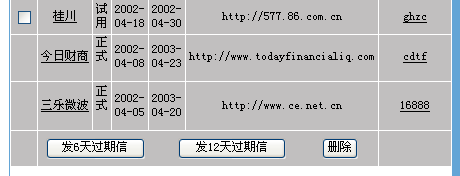 桂川 试用 2002-04-18 2002-04-30 http://577.86.com.cn ghzc
今日财商 正式 2002-04-08 2003-04-23 http://www.todayfinancialiq.com cdtf
三乐微波 正式 2002-04-05 2003-04-20 http://www.ce.net.cn 16888
发6天过期信 发12天过期信 删除